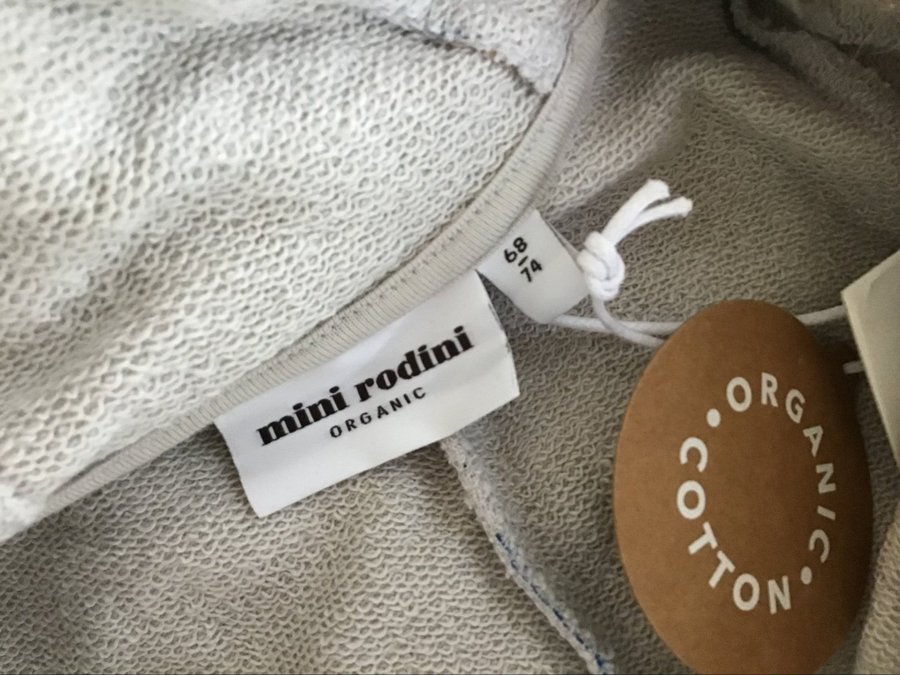 68
74
mini rodini
ORGANIC
ORGANIC
COTTON